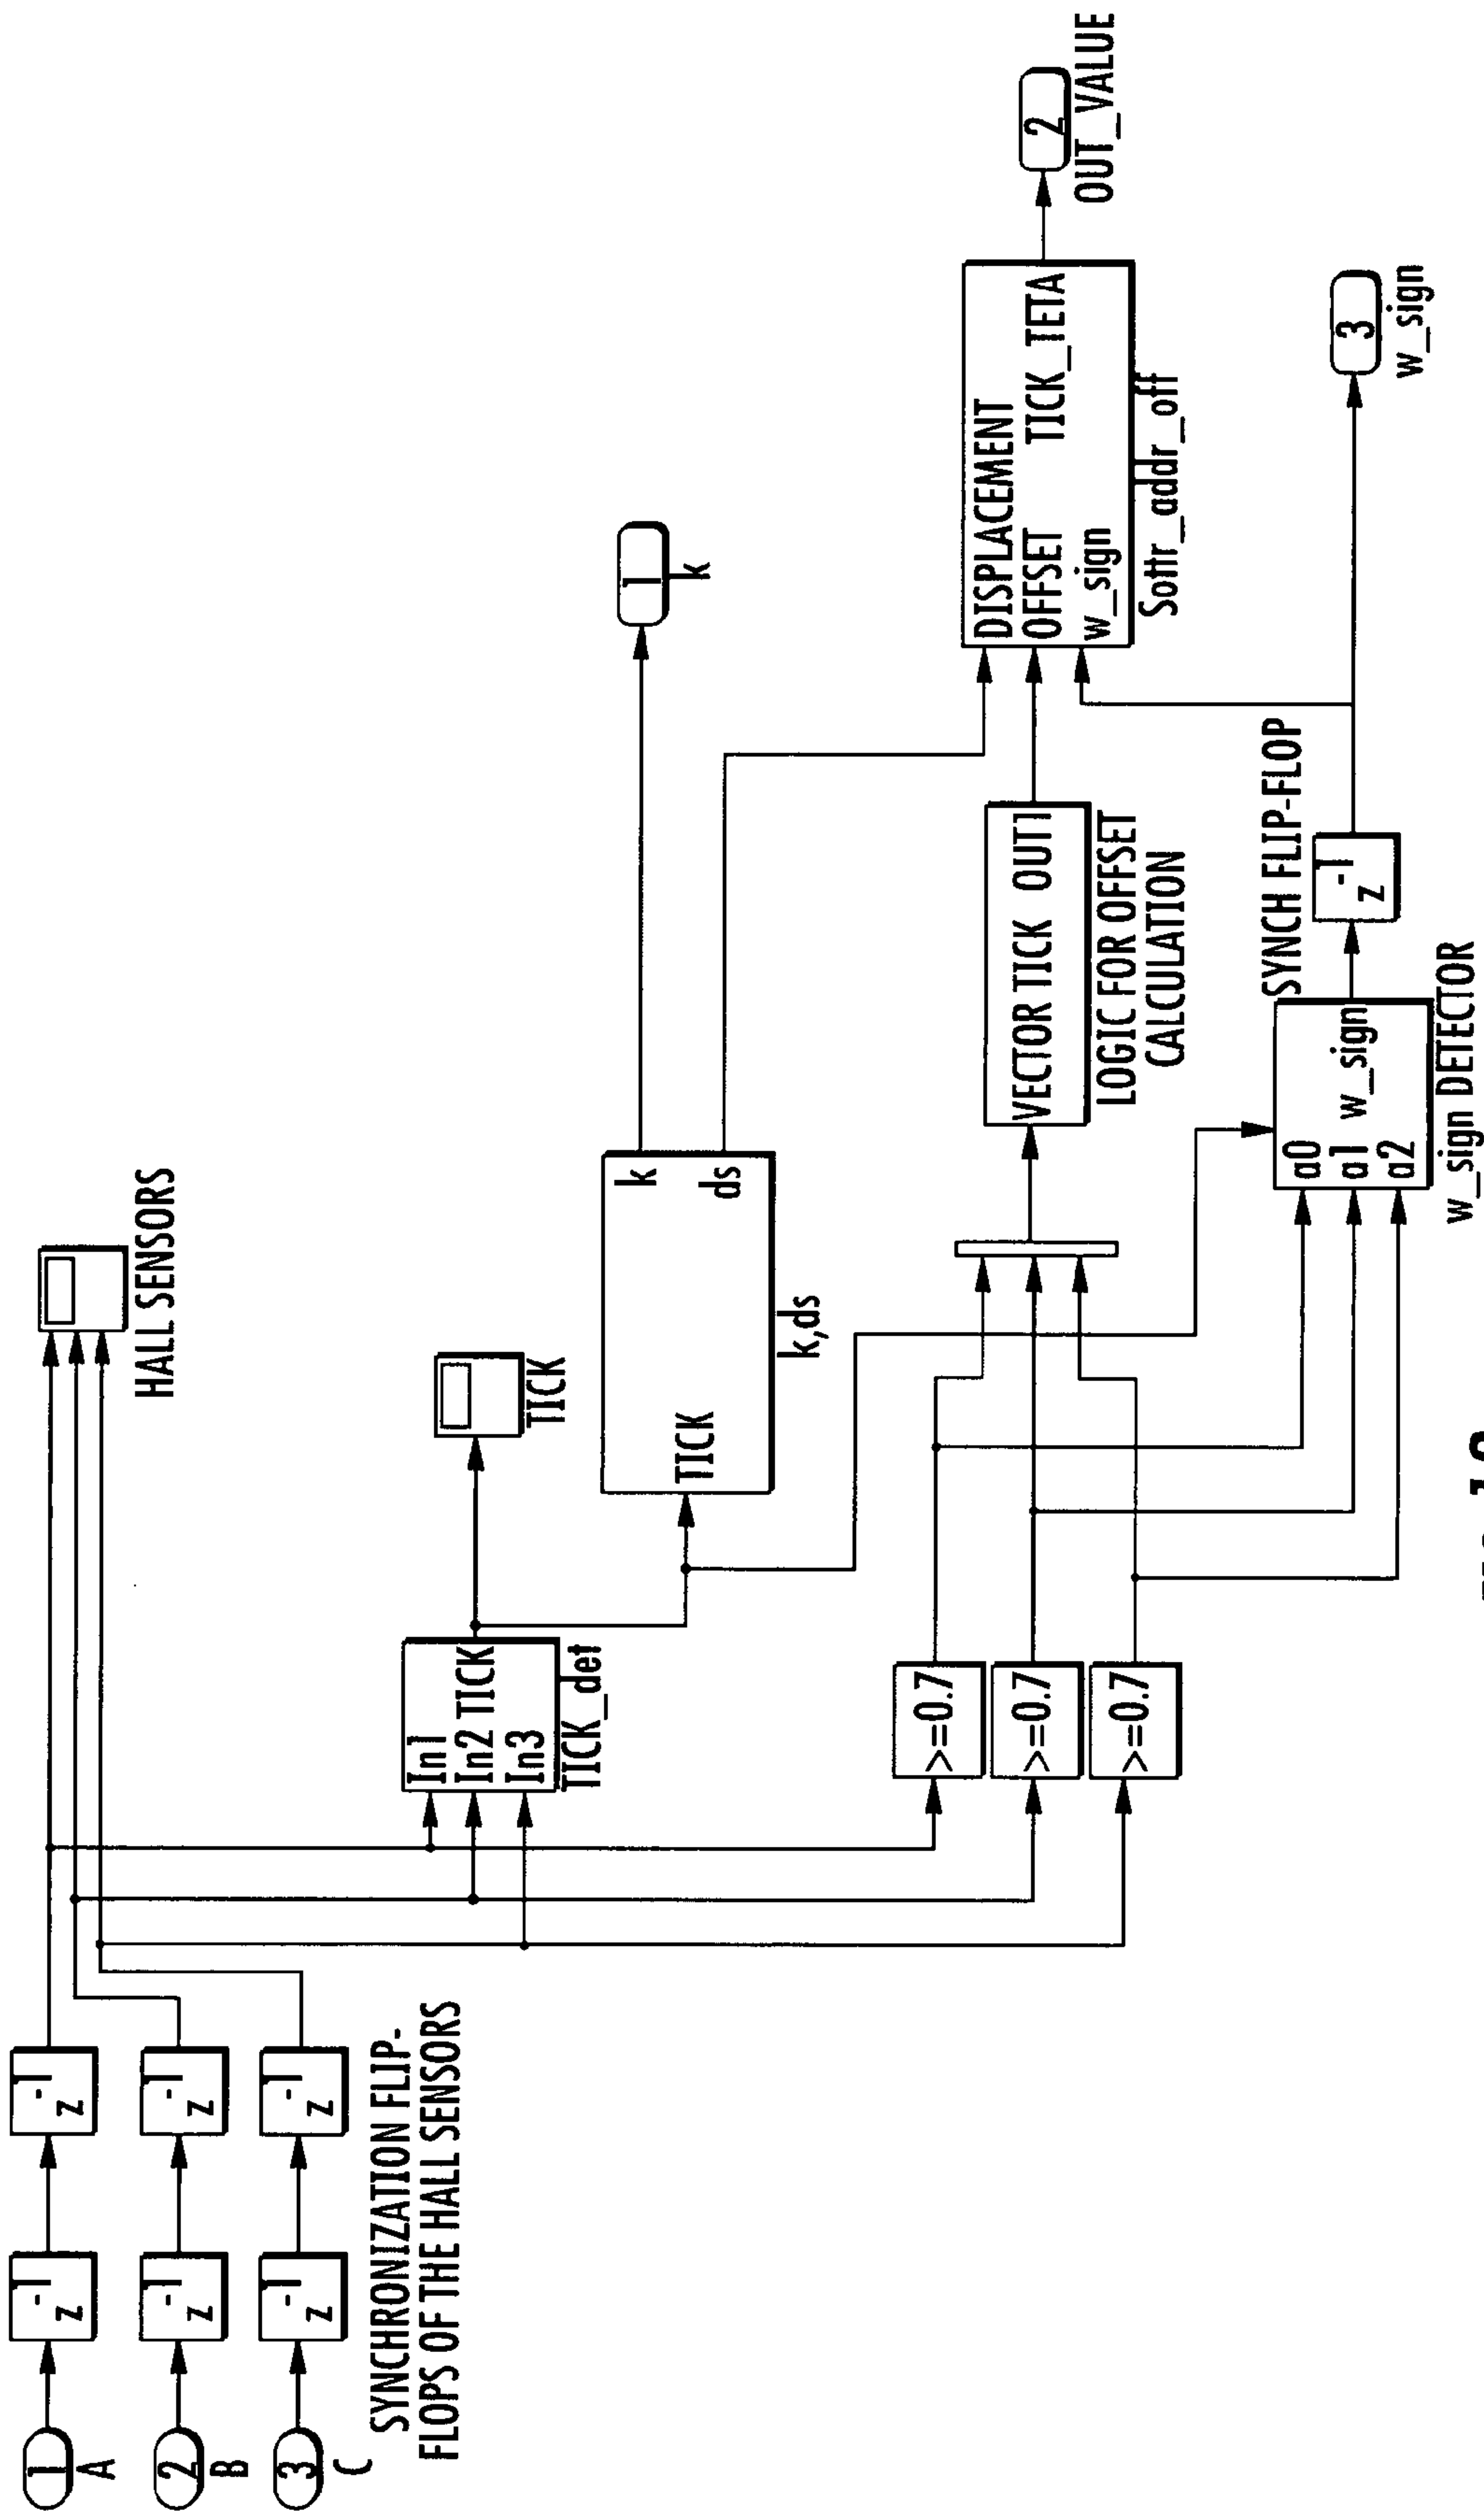 1
A
2
B
3
C
z-1
z-1
z-1
z-1
z-1
z-1
SYNCHRONIZATION FLIP-
FLOPS OF THE HALL SENSORS
HALL SENSORS
In1
In2 TICK
In3
TICK_det
TICK
TICK
k
ds
k,ds
1
k
>=0.7
>=0.7
>=0.7
VECTOR TICK OUT1
LOGIC FOR OFFSET
CALCULATION
a0
a1 w_sign
a2
w_sign DETECTOR
SYNCH FLIP-FLOP
z-1
DISPLACEMENT
OFFSET TICK_TETA
w_sign
Sottr_addr_off
2
OUT_VALUE
3
w_sign